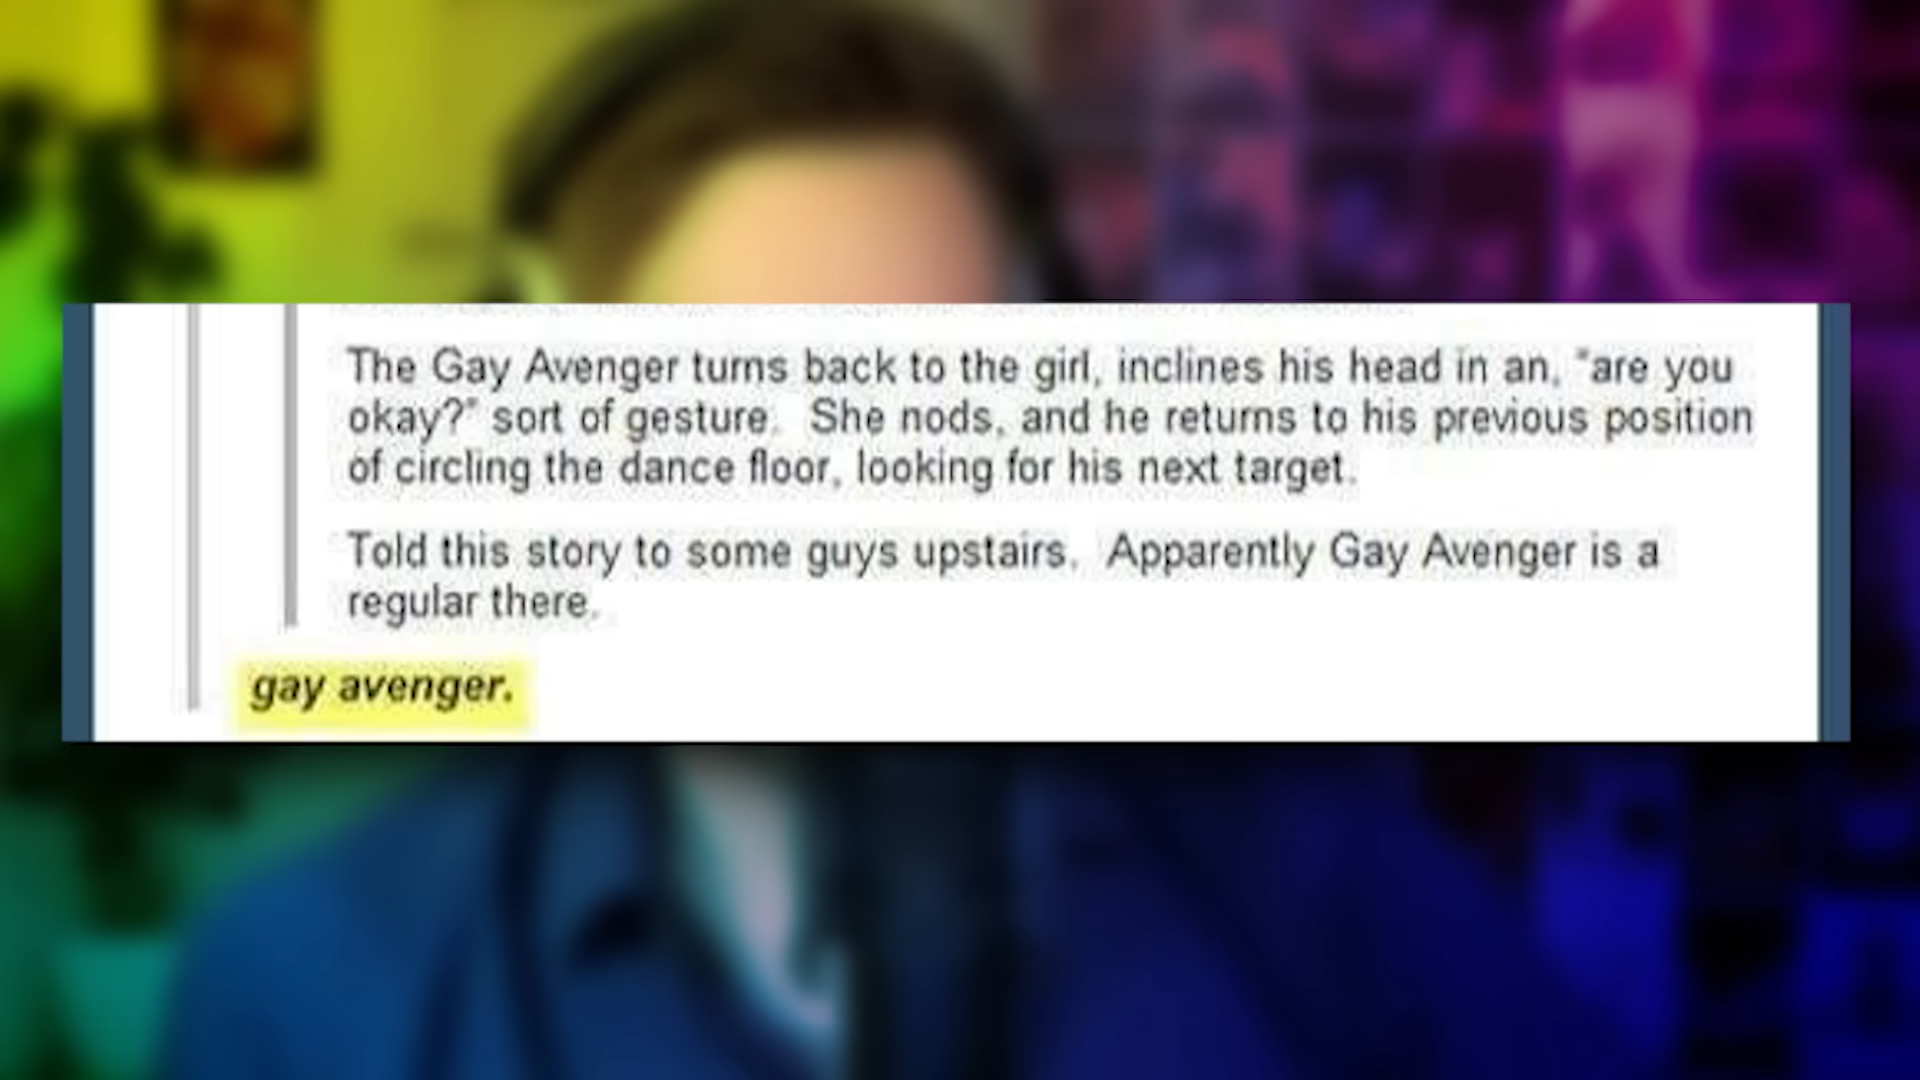 The Gay Avenger turns back to the girl, inclines his head in an, "are you
okay?" sort of gesture.  She nods, and he returns to his previous position
of circling the dance floor, looking for his next target.
Told this story to some guys upstairs.  Apparently Gay Avenger is a
regular there.
gay avenger.